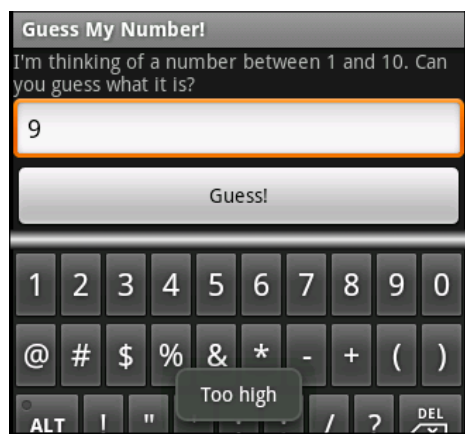 Guess My Number!
I'm thinking of a number between 1 and 10. Can
you guess what it is?
9
Guess!
1 2 3 4 5 6 7 8 9 0
@ # $ % & * - + ( )
Too high
ALT ! " / ? DEL